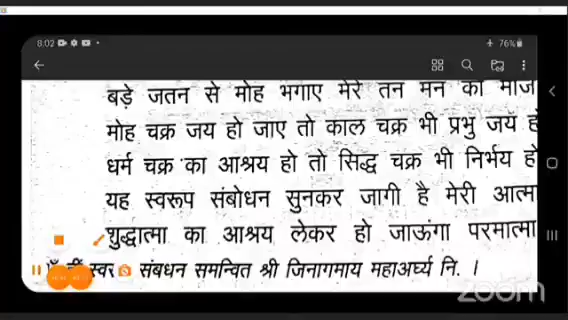 8:02
76%
बड़े जतन से मोह भगाए मेरे तन मन को मांज
मोह चक्र जय हो जाए तो काल चक्र भी प्रभु जय हो
धर्म चक्र का आश्रय हो तो सिद्ध चक्र भी निर्भय हो
यह स्वरूप संबोधन सुनकर जागी है मेरी आत्मा
शुद्धात्मा का आश्रय लेकर हो जाऊंगा परमात्मा
संबधन समन्वित श्री जिनागमाय महाअर्घ्य नि. ।
zoom